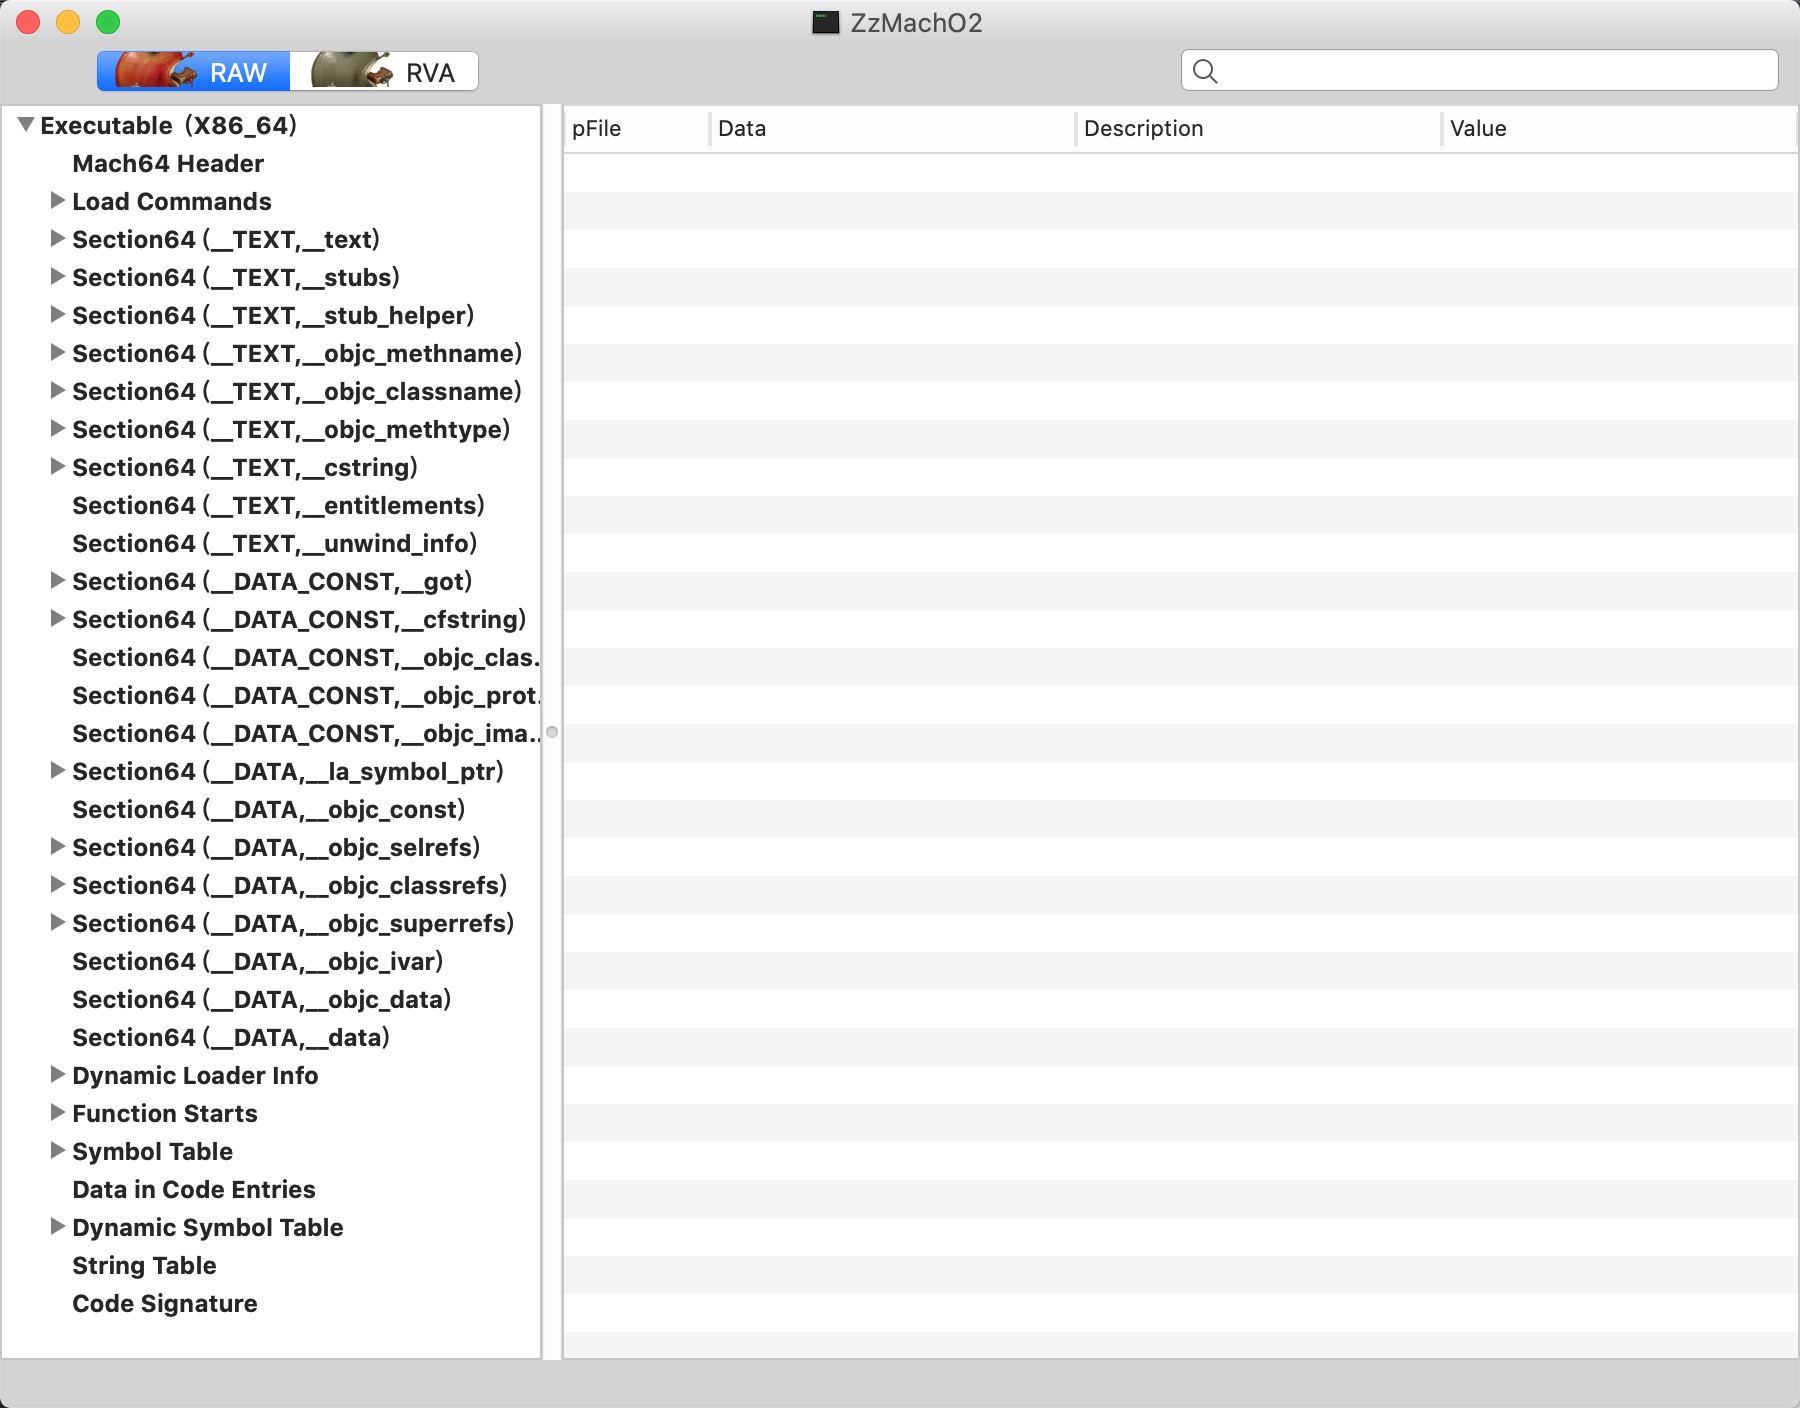 ZzMachO2
RAW RVA
pFile Data Description Value
Executable (X86_64)
Mach64 Header
Load Commands
Section64 (__TEXT,__text)
Section64 (__TEXT,__stubs)
Section64 (__TEXT,__stub_helper)
Section64 (__TEXT,__objc_methname)
Section64 (__TEXT,__objc_classname)
Section64 (__TEXT,__objc_methtype)
Section64 (__TEXT,__cstring)
Section64 (__TEXT,__entitlements)
Section64 (__TEXT,__unwind_info)
Section64 (__DATA_CONST,__got)
Section64 (__DATA_CONST,__cfstring)
Section64 (__DATA_CONST,__objc_clas.
Section64 (__DATA_CONST,__objc_prot.
Section64 (__DATA_CONST,__objc_ima..
Section64 (__DATA,__la_symbol_ptr)
Section64 (__DATA,__objc_const)
Section64 (__DATA,__objc_selrefs)
Section64 (__DATA,__objc_classrefs)
Section64 (__DATA,__objc_superrefs)
Section64 (__DATA,__objc_ivar)
Section64 (__DATA,__objc_data)
Section64 (__DATA,__data)
Dynamic Loader Info
Function Starts
Symbol Table
Data in Code Entries
Dynamic Symbol Table
String Table
Code Signature